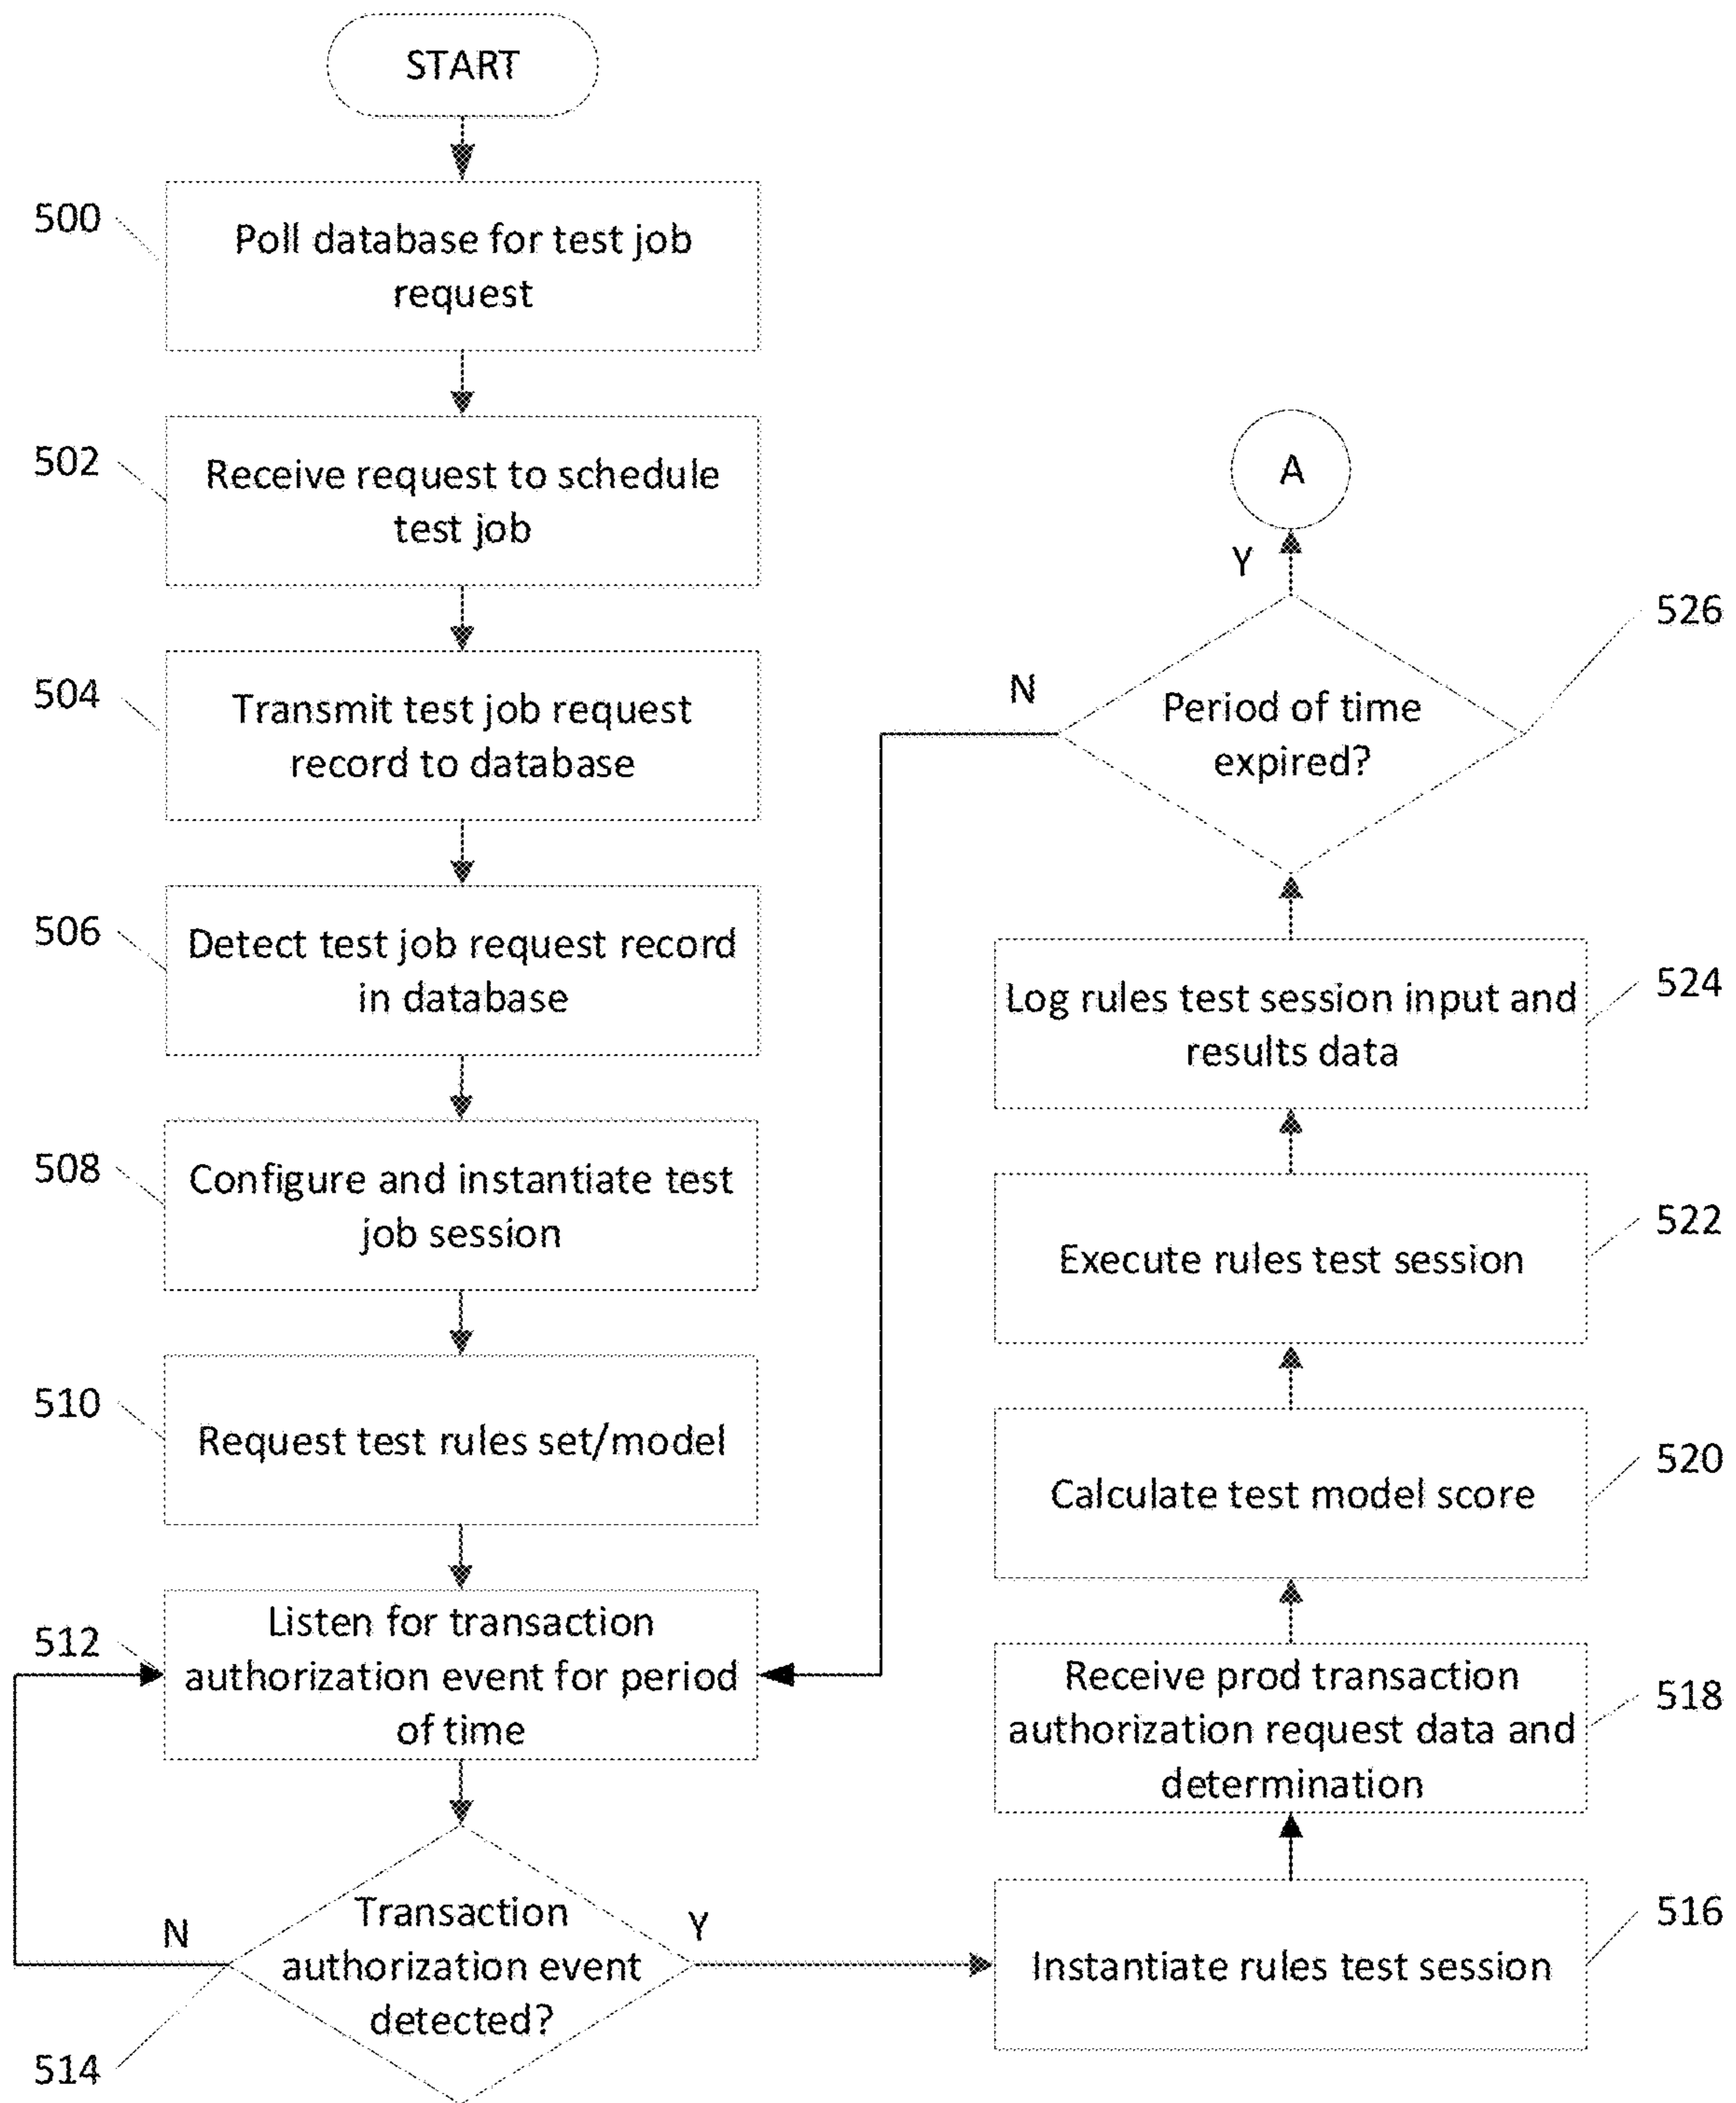 START
500
Poll database for test job
request
502
Receive request to schedule
test job
504
Transmit test job request
record to database
506
Detect test job request record
in database
508
Configure and instantiate test
job session
510
Request test rules set/model
512
Listen for transaction
authorization event for period
of time
N
Transaction
authorization event
detected?
Y
514
516
Instantiate rules test session
518
Receive prod transaction
authorization request data and
determination
520
Calculate test model score
522
Execute rules test session
524
Log rules test session input and
results data
526
Period of time
expired?
N
Y
A